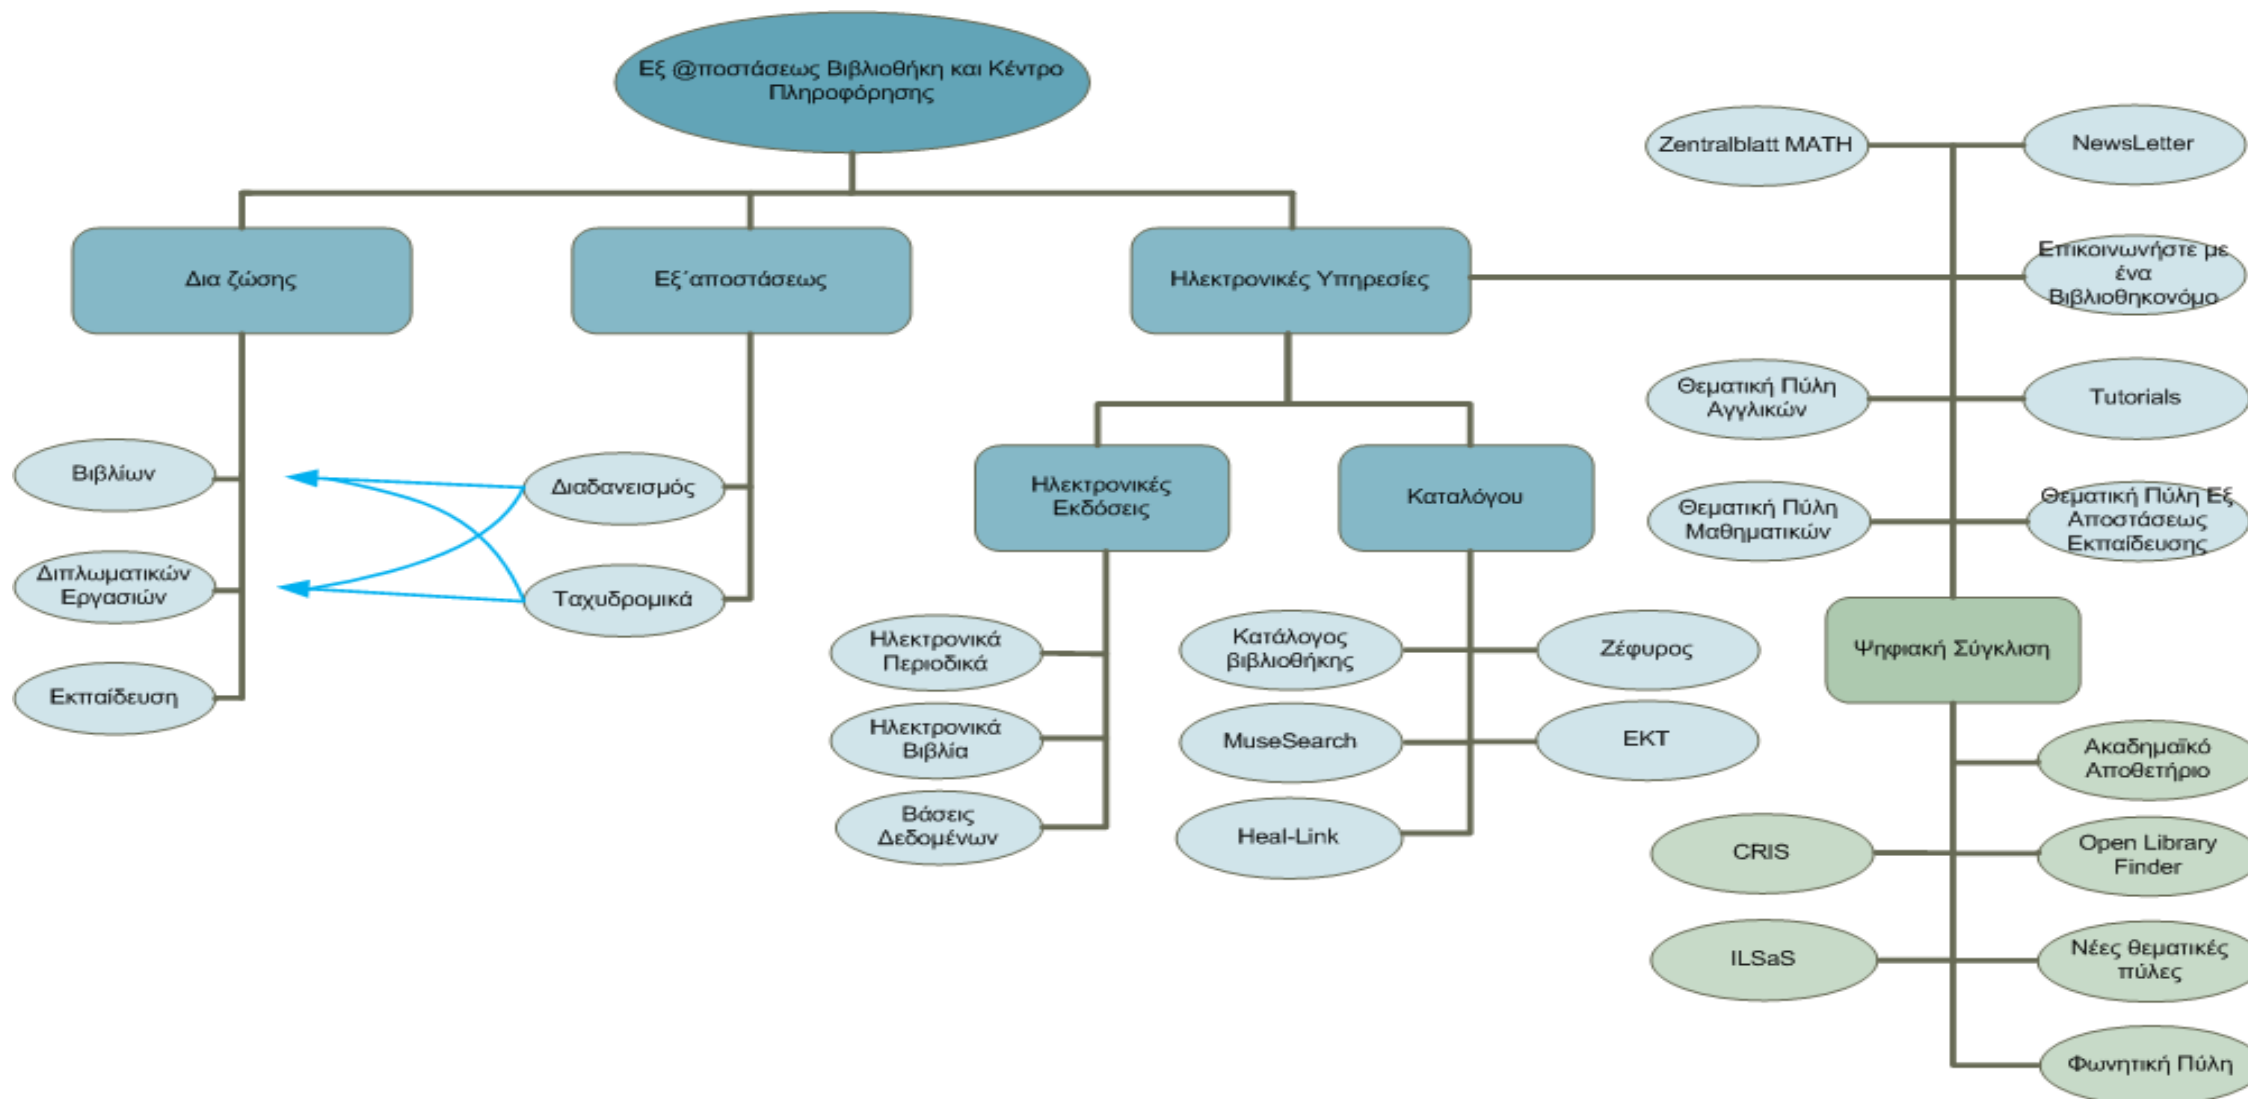 Εξ @ποστάσεως Βιβλιοθήκη και Κέντρο
Πληροφόρησης
Δια ζώσης
Εξ΄αποστάσεως
Ηλεκτρονικές Υπηρεσίες
Βιβλίων
Διπλωματικών
Εργασιών
Εκπαίδευση
Διαδανεισμός
Ταχυδρομικά
Ηλεκτρονικές
Εκδόσεις
Καταλόγου
Ηλεκτρονικά
Περιοδικά
Ηλεκτρονικά
Βιβλία
Βάσεις
Δεδομένων
Κατάλογος
βιβλιοθήκης
Ζέφυρος
MuseSearch
ΕΚΤ
Heal-Link
Zentralblatt MATH
NewsLetter
Επικοινωνήστε με
ένα
Βιβλιοθηκονόμο
Θεματική Πύλη
Αγγλικών
Tutorials
Θεματική Πύλη
Μαθηματικών
Θεματική Πύλη Εξ
Αποστάσεως
Εκπαίδευσης
Ψηφιακή Σύγκλιση
Ακαδημαϊκό
Αποθετήριο
CRIS
Open Library
Finder
ILSaS
Νέες θεματικές
πύλες
Φωνητική Πύλη